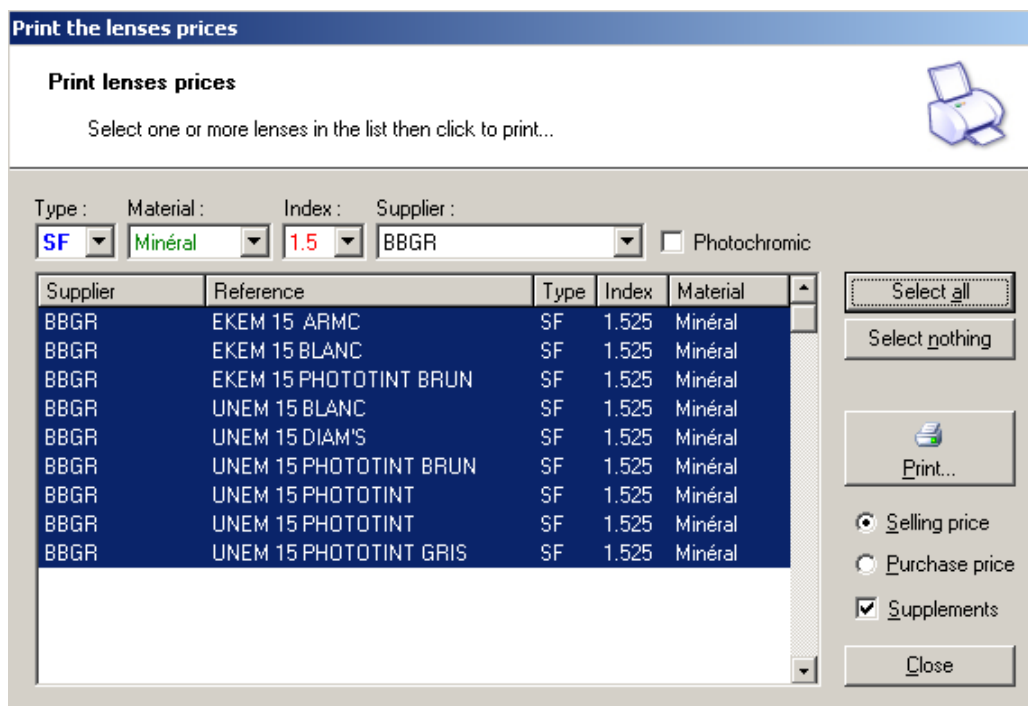 Print the lenses prices
Print lenses prices
Select one or more lenses in the list then click to print...
Type : Material : Index : Supplier :
SF Minéral 1.5 BBGR Photochromic
Supplier Reference Type Index Material
BBGR EKEM 15  ARMC SF 1.525 Minéral
BBGR EKEM 15 BLANC SF 1.525 Minéral
BBGR EKEM 15 PHOTOTINT BRUN SF 1.525 Minéral
BBGR UNEM 15 BLANC SF 1.525 Minéral
BBGR UNEM 15 DIAM'S SF 1.525 Minéral
BBGR UNEM 15 PHOTOTINT BRUN SF 1.525 Minéral
BBGR UNEM 15 PHOTOTINT SF 1.525 Minéral
BBGR UNEM 15 PHOTOTINT SF 1.525 Minéral
BBGR UNEM 15 PHOTOTINT GRIS SF 1.525 Minéral
Select all
Select nothing
Print...
Selling price
Purchase price
Supplements
Close